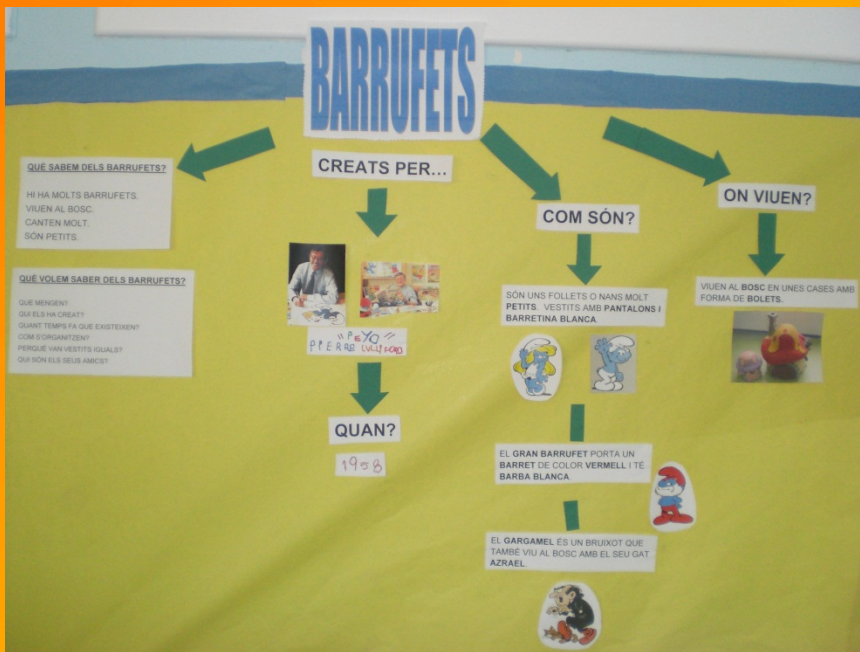 BARRUFETS
QUÈ SABEM DELS BARRUFETS?
HI HA MOLTS BARRUFETS.
VIUEN AL BOSC.
CANTEN MOLT.
SÓN PETITS.
QUÈ VOLEM SABER DELS BARRUFETS?
QUE MENGEN?
QUI ELS HA CREAT?
QUANT TEMPS FA QUE EXISTEIXEN?
COM S'ORGANITZEN?
PERQUÈ VAN VESTITS IGUALS?
QUI SÓN ELS SEUS AMICS?
CREATS PER...
"PEYO"
PIERRE
QUAN?
1958
COM SÓN?
SÓN UNS FOLLETS O NANS MOLT
PETITS. VESTITS AMB PANTALONS I
BARRETINA BLANCA.
EL GRAN BARRUFET PORTA UN
BARRET DE COLOR VERMELL I TÉ
BARBA BLANCA.
EL GARGAMEL ÉS UN BRUIXOT QUE
TAMBÉ VIU AL BOSC AMB EL SEU GAT
AZRAEL.
ON VIUEN?
VIUEN AL BOSC EN UNES CASES AMB
FORMA DE BOLETS.